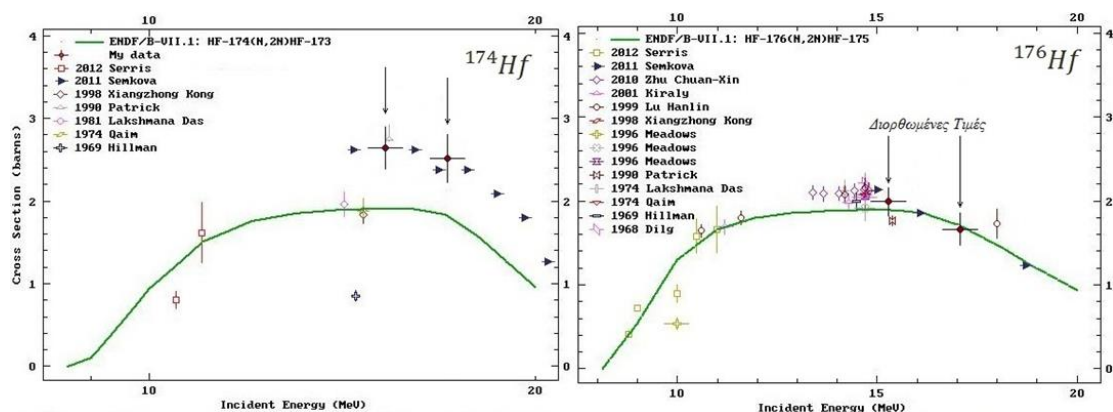 ENDF/B-VII.1: HF-174(N,2N)HF-173
My data
2012 Serris
2011 Semkova
1998 Xiangzhong Kong
1990 Patrick
1981 Lakshmana Das
1974 Qaim
1969 Hillman
174Hf
Cross Section (barns)
4
3
2
1
0
10
20
10
20
Incident Energy (MeV)
ENDF/B-VII.1: HF-176(N,2N)HF-175
2012 Serris
2011 Semkova
2010 Zhu Chuan-Xin
2001 Kiraly
1999 Lu Hanlin
1998 Xiangzhong Kong
1996 Meadows
1996 Meadows
1996 Meadows
1990 Patrick
1974 Lakshmana Das
1974 Qaim
1969 Hillman
1968 Dilg
176Hf
Διορθωμένες Τιμές
4
3
2
1
0
4
3
2
1
0
10
15
20
10
15
20
Incident Energy (MeV)